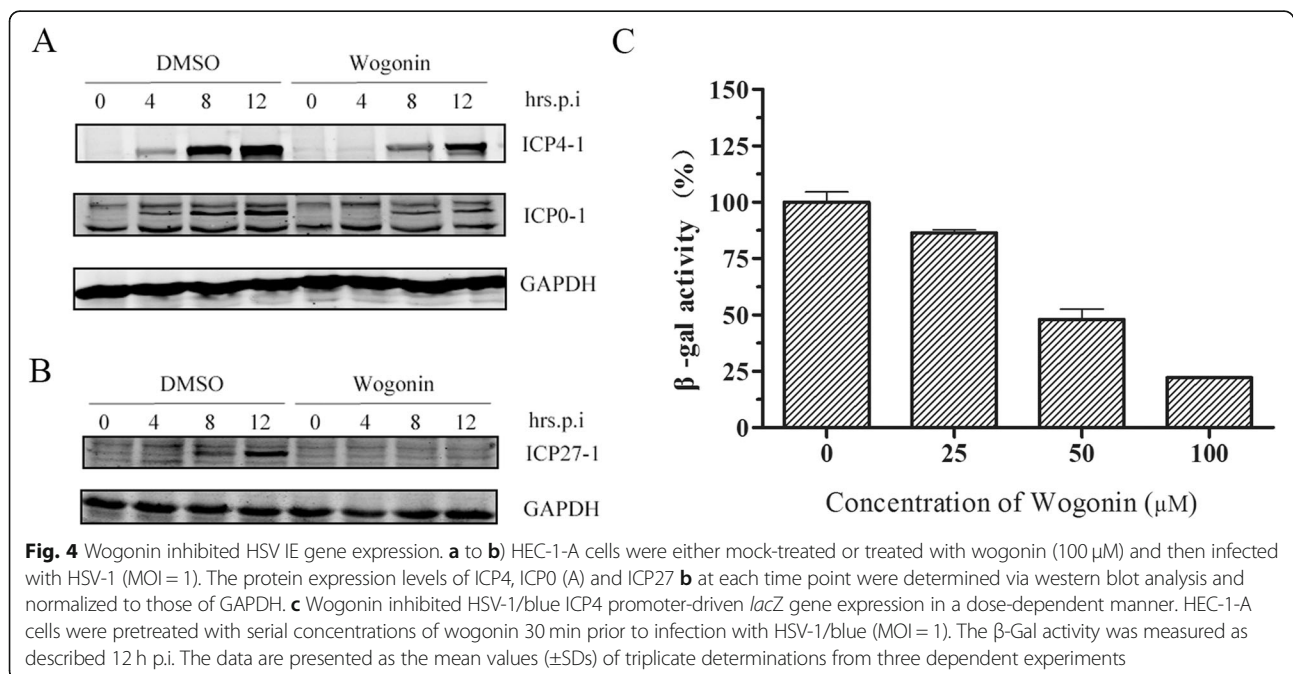 A
DMSO Wogonin
0 4 8 12 0 4 8 12 hrs.p.i
ICP4-1
ICP0-1
GAPDH
B
DMSO Wogonin
0 4 8 12 0 4 8 12 hrs.p.i
ICP27-1
GAPDH
C
β -gal activity (%)
150
125
100
75
50
25
0
0 25 50 100
Concentration of Wogonin (µM)
Fig. 4 Wogonin inhibited HSV IE gene expression. a to b) HEC-1-A cells were either mock-treated or treated with wogonin (100 µM) and then infected
with HSV-1 (MOI = 1). The protein expression levels of ICP4, ICP0 (A) and ICP27 b at each time point were determined via western blot analysis and
normalized to those of GAPDH. c Wogonin inhibited HSV-1/blue ICP4 promoter-driven lacZ gene expression in a dose-dependent manner. HEC-1-A
cells were pretreated with serial concentrations of wogonin 30 min prior to infection with HSV-1/blue (MOI = 1). The β-Gal activity was measured as
described 12 h p.i. The data are presented as the mean values (±SDs) of triplicate determinations from three dependent experiments